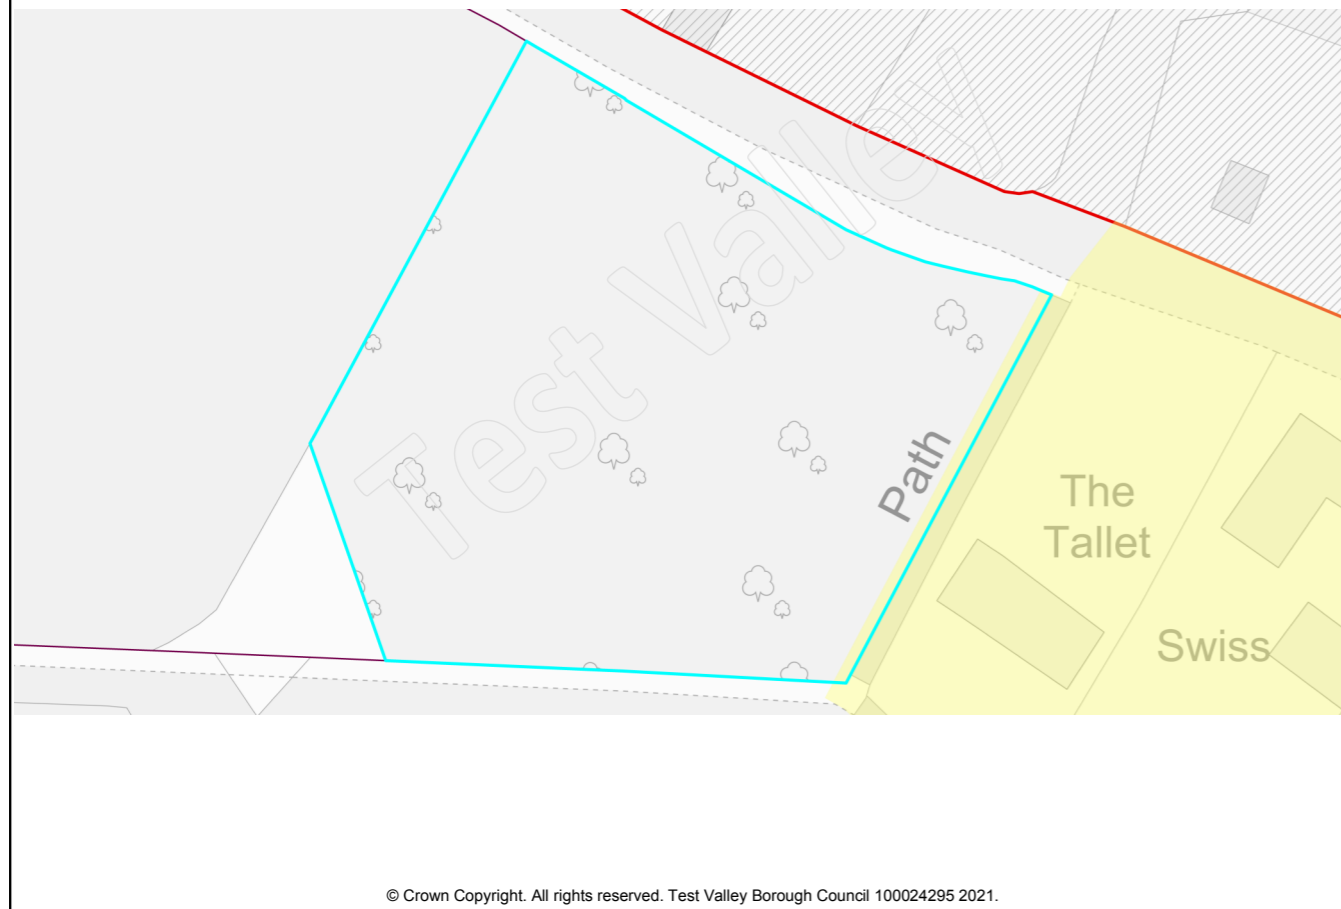 Test Valley
Path
The
Tallet
Swiss
© Crown Copyright. All rights reserved. Test Valley Borough Council 100024295 2021.